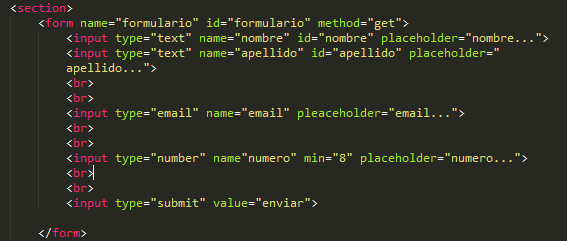 <section>
<form name="formulario" id="formulario" method="get">
<input type="text" name="nombre" id="nombre" placeholder="nombre...">
<input type="text" name="apellido" id="apellido" placeholder="
apellido...">
<br>
<br>
<input type="email" name="email" pleaceholder="email...">
<br>
<br>
<input type="number" name"numero" min="8" placeholder="numero...">
<br>
<br>
<input type="submit" value="enviar">
</form>